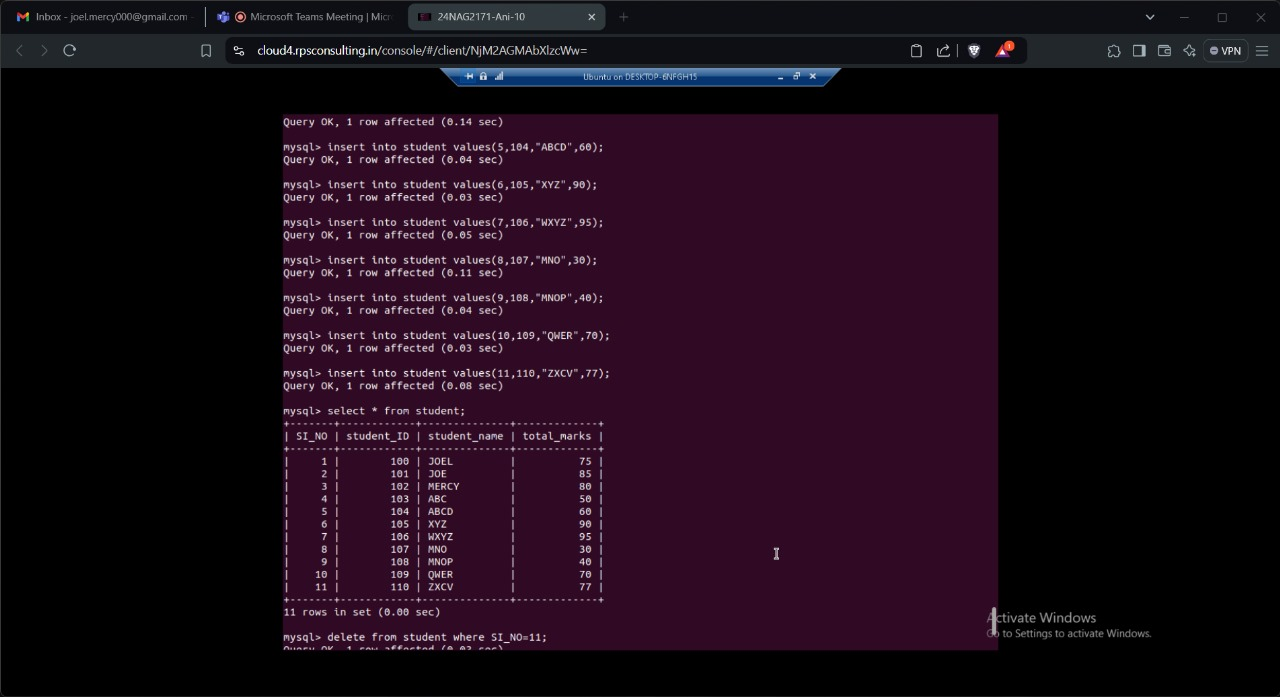 Inbox - joel.mercy000@gmail.com -
Microsoft Teams Meeting | Micr
24NAG2171-Ani-10
cloud4.rpsconsulting.in/console/#/client/NjM2AGMAbXlzcWw=
VPN
Ubuntu on DESKTOP-6NFGH15
Query OK, 1 row affected (0.14 sec)
mysql> insert into student values(5,104,"ABCD",60);
Query OK, 1 row affected (0.04 sec)
mysql> insert into student values(6,105,"XYZ",90);
Query OK, 1 row affected (0.03 sec)
mysql> insert into student values(7,106,"WXYZ",95);
Query OK, 1 row affected (0.05 sec)
mysql> insert into student values(8,107,"MNO",30);
Query OK, 1 row affected (0.11 sec)
mysql> insert into student values(9,108,"MNOP",40);
Query OK, 1 row affected (0.04 sec)
mysql> insert into student values(10,109,"QWER",70);
Query OK, 1 row affected (0.03 sec)
mysql> insert into student values(11,110,"ZXCV",77);
Query OK, 1 row affected (0.08 sec)
mysql> select * from student;
+-------+------------+--------------+-------------+
| SI_NO | student_ID | student_name | total_marks |
+-------+------------+--------------+-------------+
| 1 | 100 | JOEL | 75 |
| 2 | 101 | JOE | 85 |
| 3 | 102 | MERCY | 80 |
| 4 | 103 | ABC | 50 |
| 5 | 104 | ABCD | 60 |
| 6 | 105 | XYZ | 90 |
| 7 | 106 | WXYZ | 95 |
| 8 | 107 | MNO | 30 |
| 9 | 108 | MNOP | 40 |
| 10 | 109 | QWER | 70 |
| 11 | 110 | ZXCV | 77 |
+-------+------------+--------------+-------------+
11 rows in set (0.00 sec)
mysql> delete from student where SI_NO=11;
Query OK, 1 row affected (0.03 sec)
Activate Windows
Go to Settings to activate Windows.